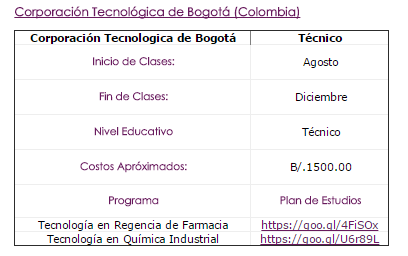 Corporación Tecnológica de Bogotá (Colombia)
Corporación Tecnologica de Bogotá Técnico
Inicio de Clases: Agosto
Fin de Clases: Diciembre
Nivel Educativo Técnico
Costos Apróximados: B/.1500.00
Programa Plan de Estudios
Tecnología en Regencia de Farmacia https://goo.gl/4FiSOx
Tecnología en Química Industrial https://goo.gl/U6r89L